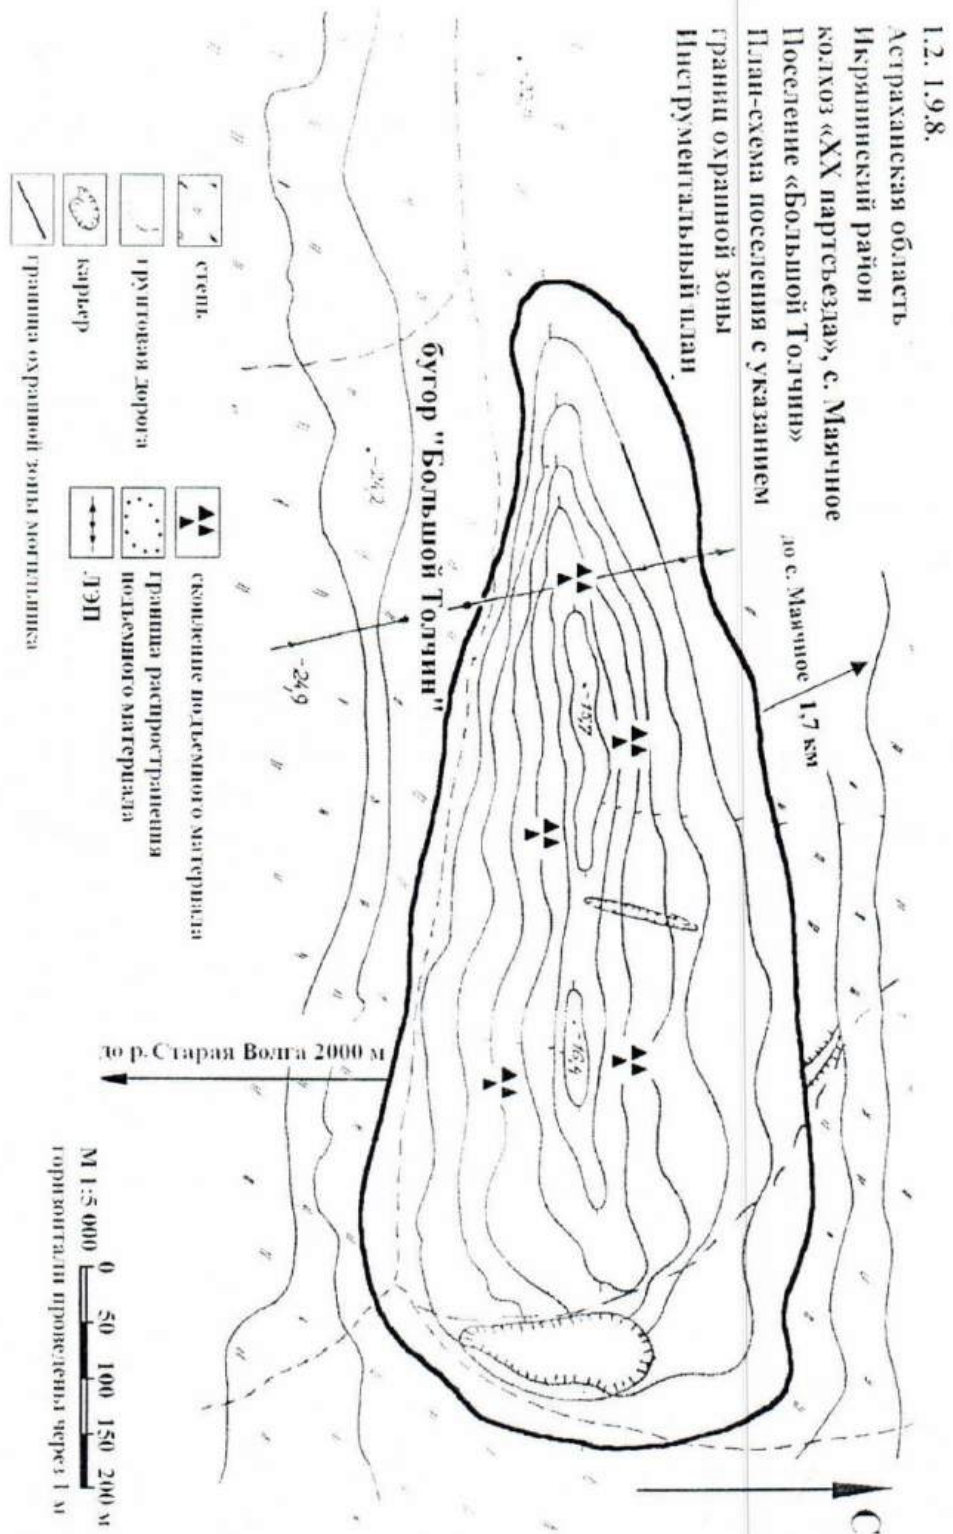 1.2. 1.9.8.
Астраханская область
Икрянинский район
колхоз «ХХ партсъезда», с. Маячное
Поселение «Большой Толчин»
План-схема поселения с указанием
границ охранной зоны
Инструментальный план
до с. Маячное 1,7 км
С
-15,7
-16,4
бугор "Большой Толчин"
-24,2
-24,9
до р. Старая Волга 2000 м
степь
грунтовая дорога
карьер
граница охранной зоны могильника
скопление подъемного материала
граница распространения
подъемного материала
ЛЭП
М 1:5 000 0 50 100 150 200 м
горизонтали проведены через 1 м